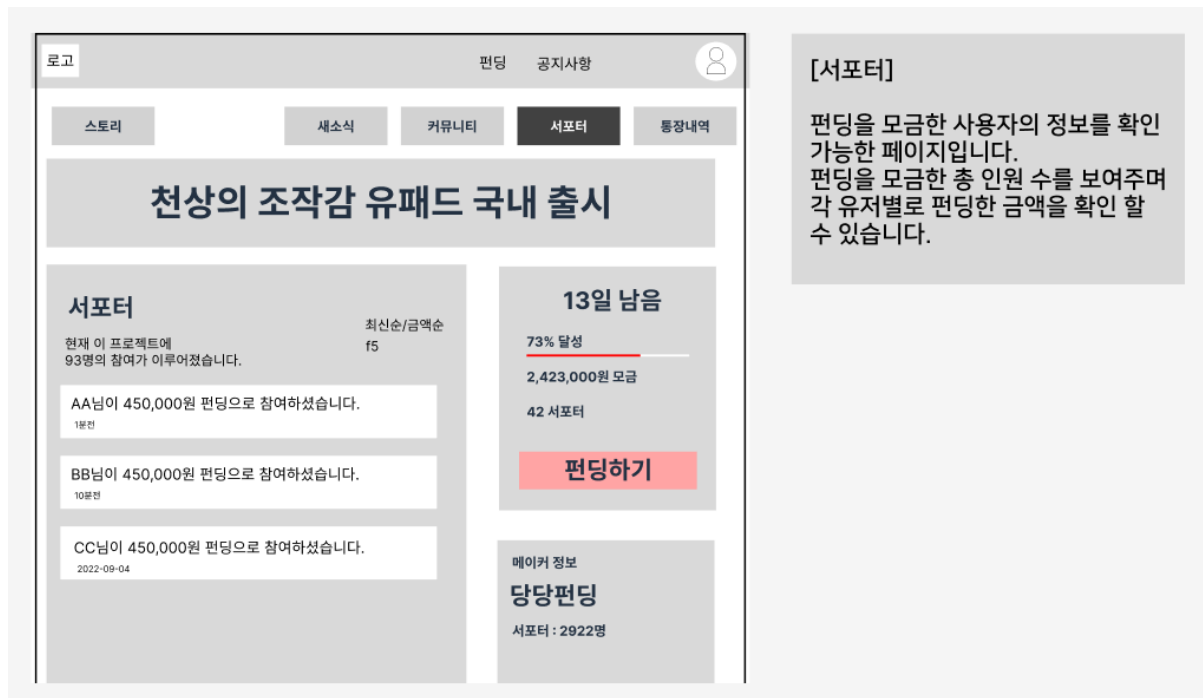 로고
펀딩 공지사항
스토리 새소식 커뮤니티 서포터 통장내역
천상의 조작감 유패드 국내 출시
서포터
현재 이 프로젝트에
93명의 참여가 이루어졌습니다.
최신순/금액순
f5
AA님이 450,000원 펀딩으로 참여하셨습니다.
1분전
BB님이 450,000원 펀딩으로 참여하셨습니다.
10분전
CC님이 450,000원 펀딩으로 참여하셨습니다.
2022-09-04
13일 남음
73% 달성
2,423,000원 모금
42 서포터
펀딩하기
메이커 정보
당당펀딩
서포터 : 2922명
[서포터]
펀딩을 모금한 사용자의 정보를 확인
가능한 페이지입니다.
펀딩을 모금한 총 인원 수를 보여주며
각 유저별로 펀딩한 금액을 확인 할
수 있습니다.